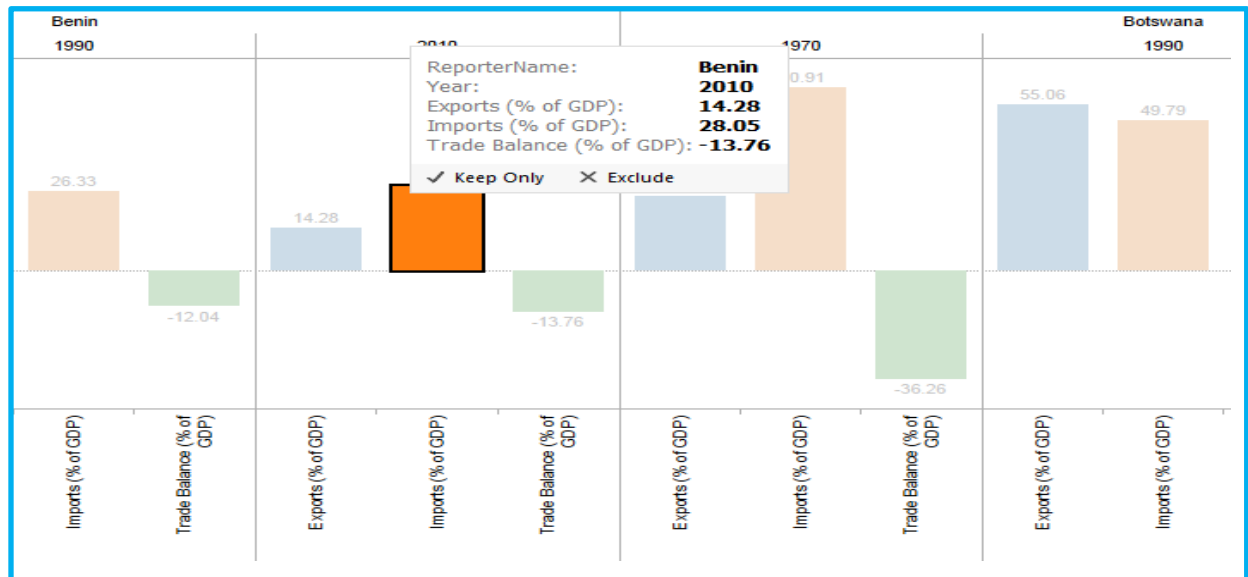 Benin
Botswana
1990
2010
1970
1990
ReporterName: Benin
Year: 2010
Exports (% of GDP): 14.28
Imports (% of GDP): 28.05
Trade Balance (% of GDP): -13.76
✓ Keep Only ✕ Exclude
0.91
55.06
49.79
26.33
14.28
-12.04
-13.76
-36.26
Imports (% of GDP)
Trade Balance (% of
GDP)
Exports (% of GDP)
Imports (% of GDP)
Trade Balance (% of
GDP)
Exports (% of GDP)
Imports (% of GDP)
Trade Balance (% of
GDP)
Exports (% of GDP)
Imports (% of GDP)